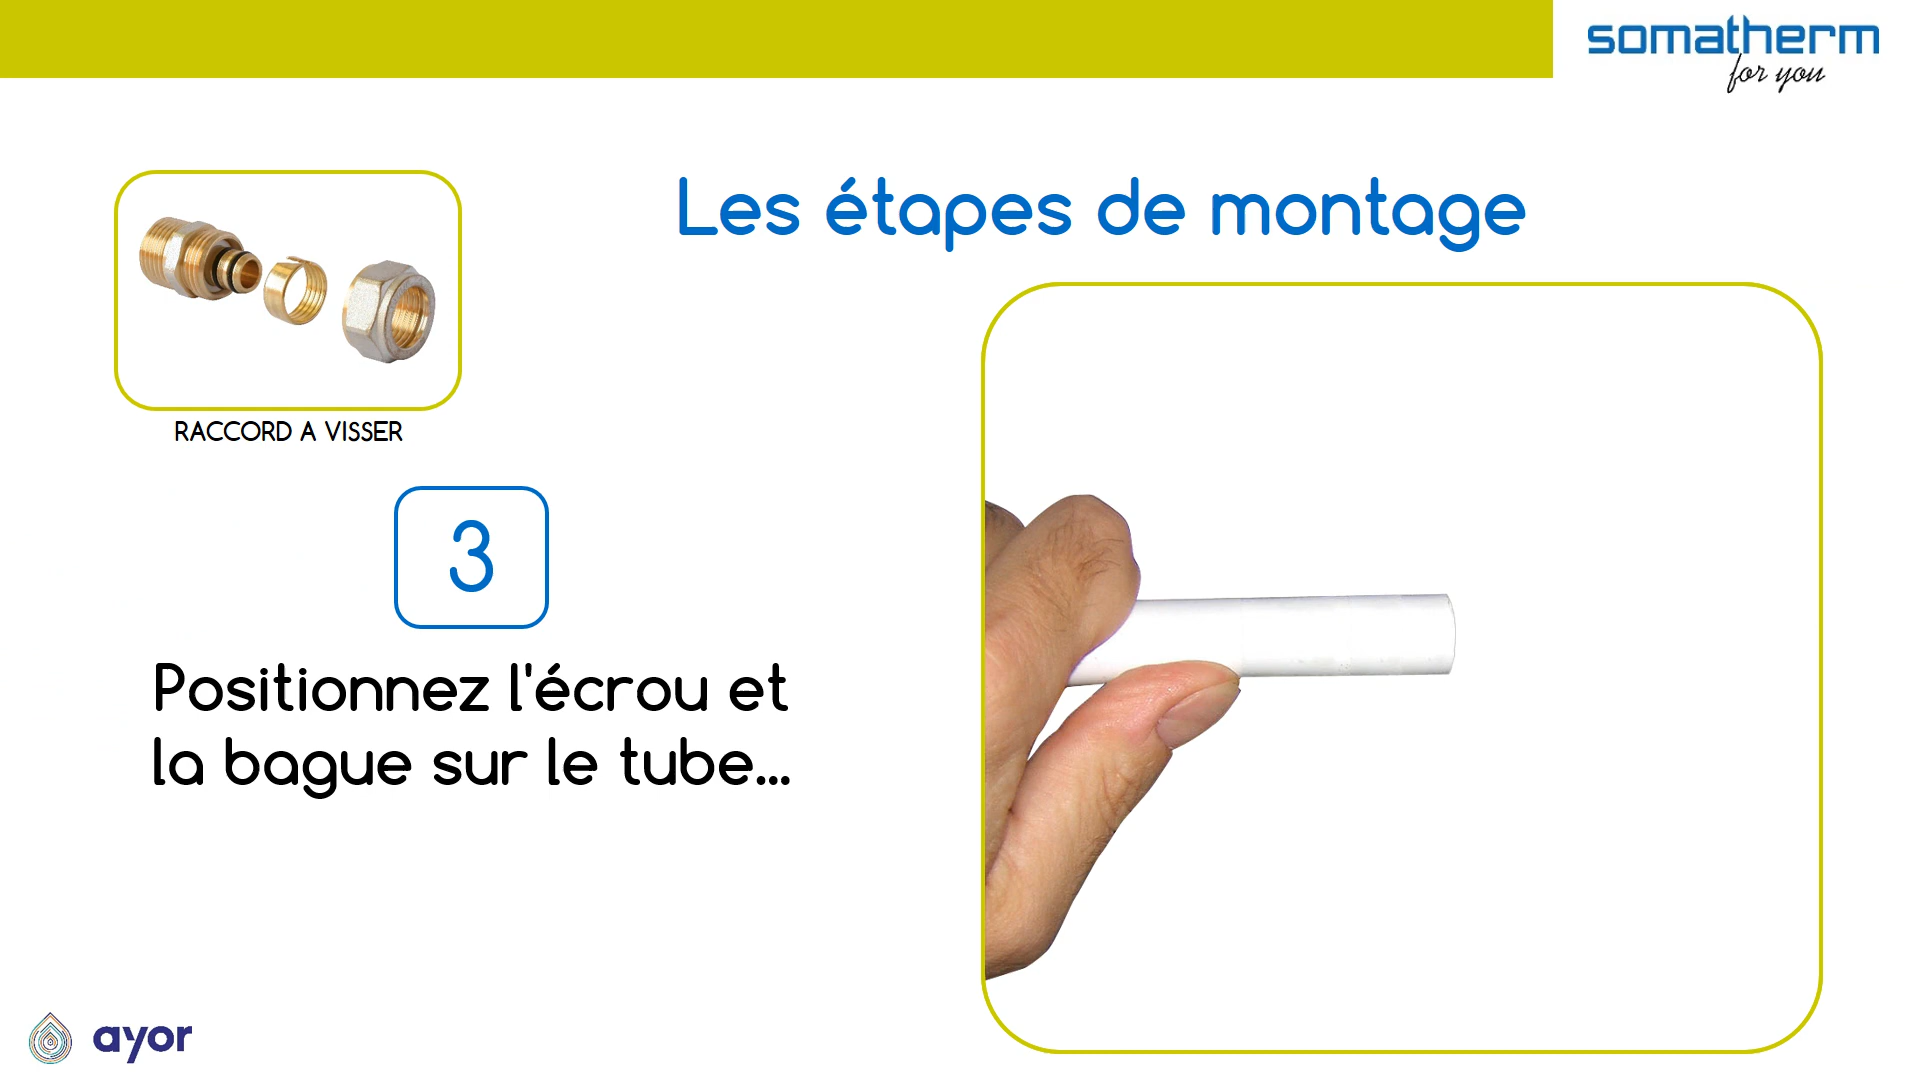 somatherm
for you
Les étapes de montage
RACCORD A VISSER
3
Positionnez l'écrou et
la bague sur le tube...
ayor